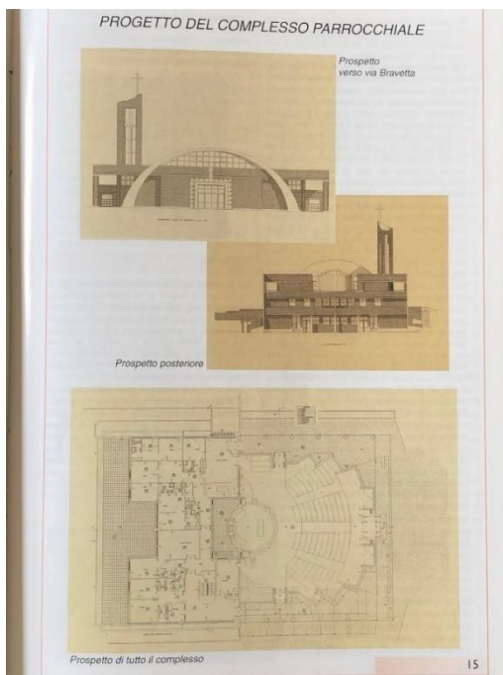 PROGETTO DEL COMPLESSO PARROCCHIALE
Prospetto
verso via Bravetta
Prospetto posteriore
Prospetto di tutto il complesso
15